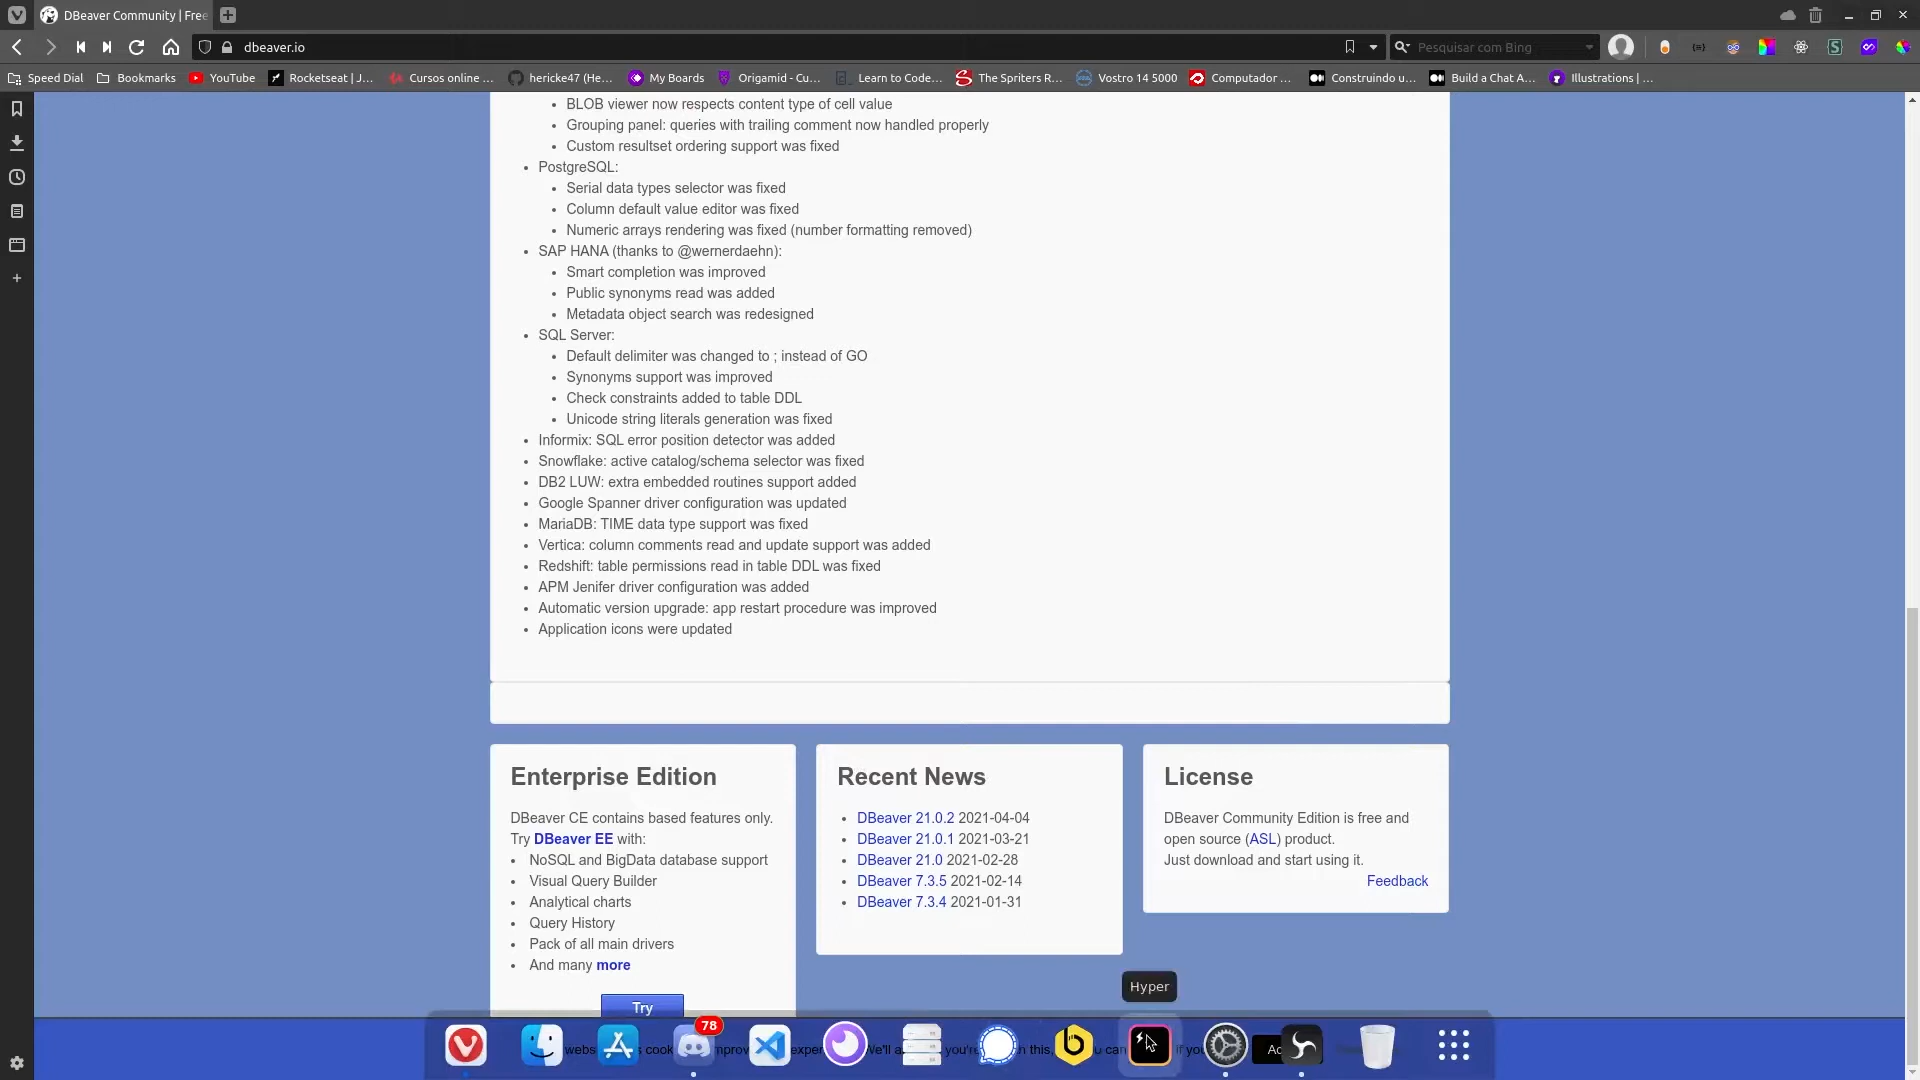 DBeaver Community | Free
dbeaver.io
Pesquisar com Bing
Speed Dial
Bookmarks
YouTube
Rocketseat | J...
Cursos online ...
hericke47 (He...
My Boards
Origamid - Cu...
Learn to Code...
The Spriters R...
Vostro 14 5000
Computador ...
Construindo u...
Build a Chat A...
Illustrations | ...
• BLOB viewer now respects content type of cell value
• Grouping panel: queries with trailing comment now handled properly
• Custom resultset ordering support was fixed
• PostgreSQL:
• Serial data types selector was fixed
• Column default value editor was fixed
• Numeric arrays rendering was fixed (number formatting removed)
• SAP HANA (thanks to @wernerdaehn):
• Smart completion was improved
• Public synonyms read was added
• Metadata object search was redesigned
• SQL Server:
• Default delimiter was changed to ; instead of GO
• Synonyms support was improved
• Check constraints added to table DDL
• Unicode string literals generation was fixed
• Informix: SQL error position detector was added
• Snowflake: active catalog/schema selector was fixed
• DB2 LUW: extra embedded routines support added
• Google Spanner driver configuration was updated
• MariaDB: TIME data type support was fixed
• Vertica: column comments read and update support was added
• Redshift: table permissions read in table DDL was fixed
• APM Jenifer driver configuration was added
• Automatic version upgrade: app restart procedure was improved
• Application icons were updated
Enterprise Edition
DBeaver CE contains based features only.
Try DBeaver EE with:
• NoSQL and BigData database support
• Visual Query Builder
• Analytical charts
• Query History
• Pack of all main drivers
• And many more
Try
Recent News
• DBeaver 21.0.2 2021-04-04
• DBeaver 21.0.1 2021-03-21
• DBeaver 21.0 2021-02-28
• DBeaver 7.3.5 2021-02-14
• DBeaver 7.3.4 2021-01-31
License
DBeaver Community Edition is free and
open source (ASL) product.
Just download and start using it.
Feedback
Hyper
78